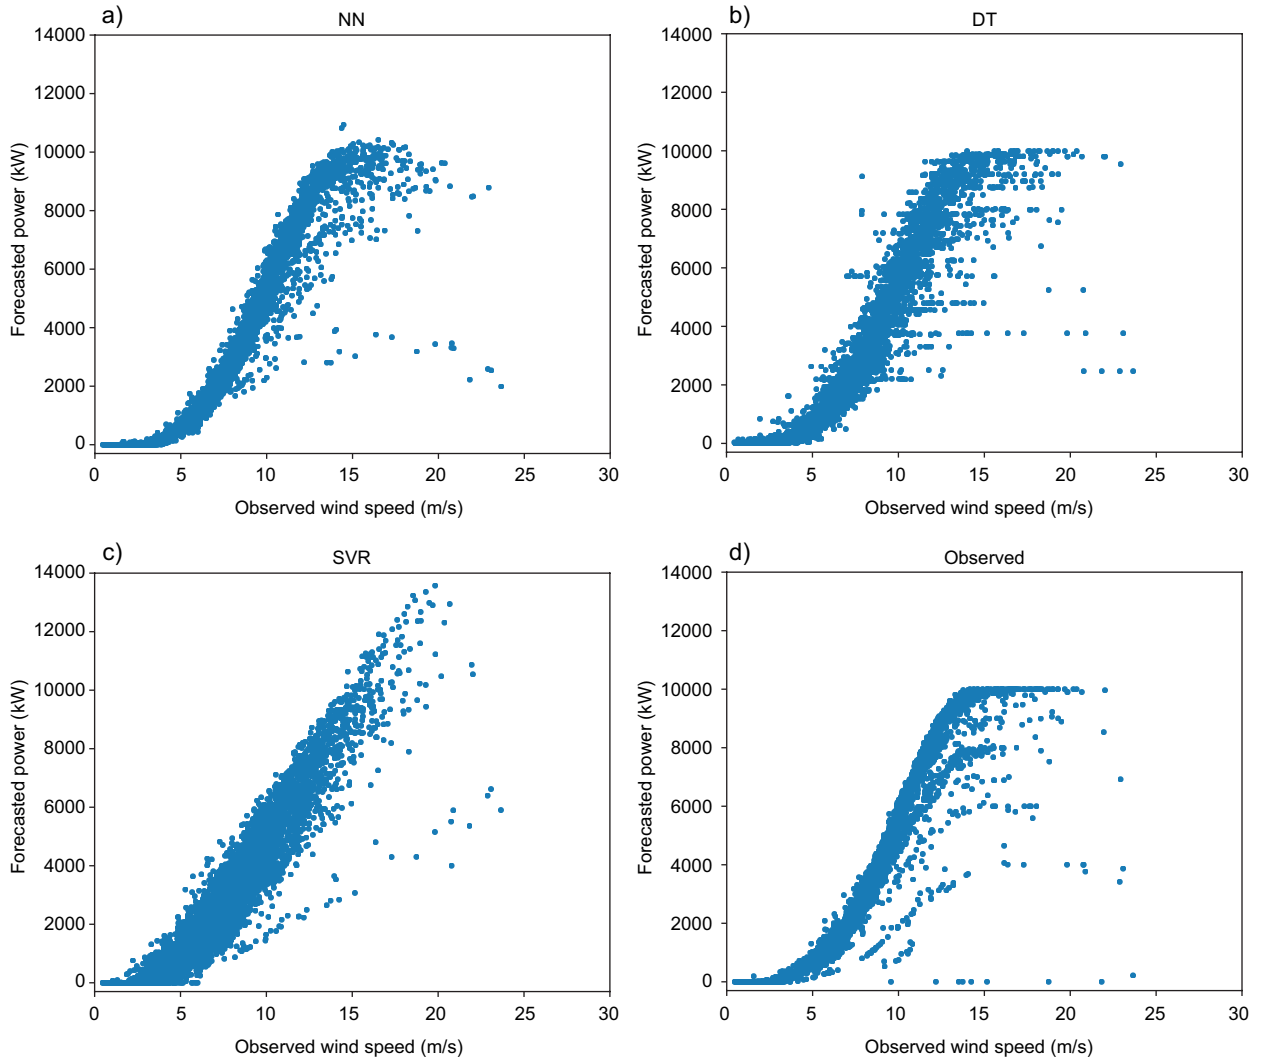 a)
NN
14000
12000
10000
8000
6000
4000
2000
0
Forecasted power (kW)
0 5 10 15 20 25 30
Observed wind speed (m/s)
b)
DT
14000
12000
10000
8000
6000
4000
2000
0
Forecasted power (kW)
0 5 10 15 20 25 30
Observed wind speed (m/s)
c)
SVR
14000
12000
10000
8000
6000
4000
2000
0
Forecasted power (kW)
0 5 10 15 20 25 30
Observed wind speed (m/s)
d)
Observed
14000
12000
10000
8000
6000
4000
2000
0
Forecasted power (kW)
0 5 10 15 20 25 30
Observed wind speed (m/s)